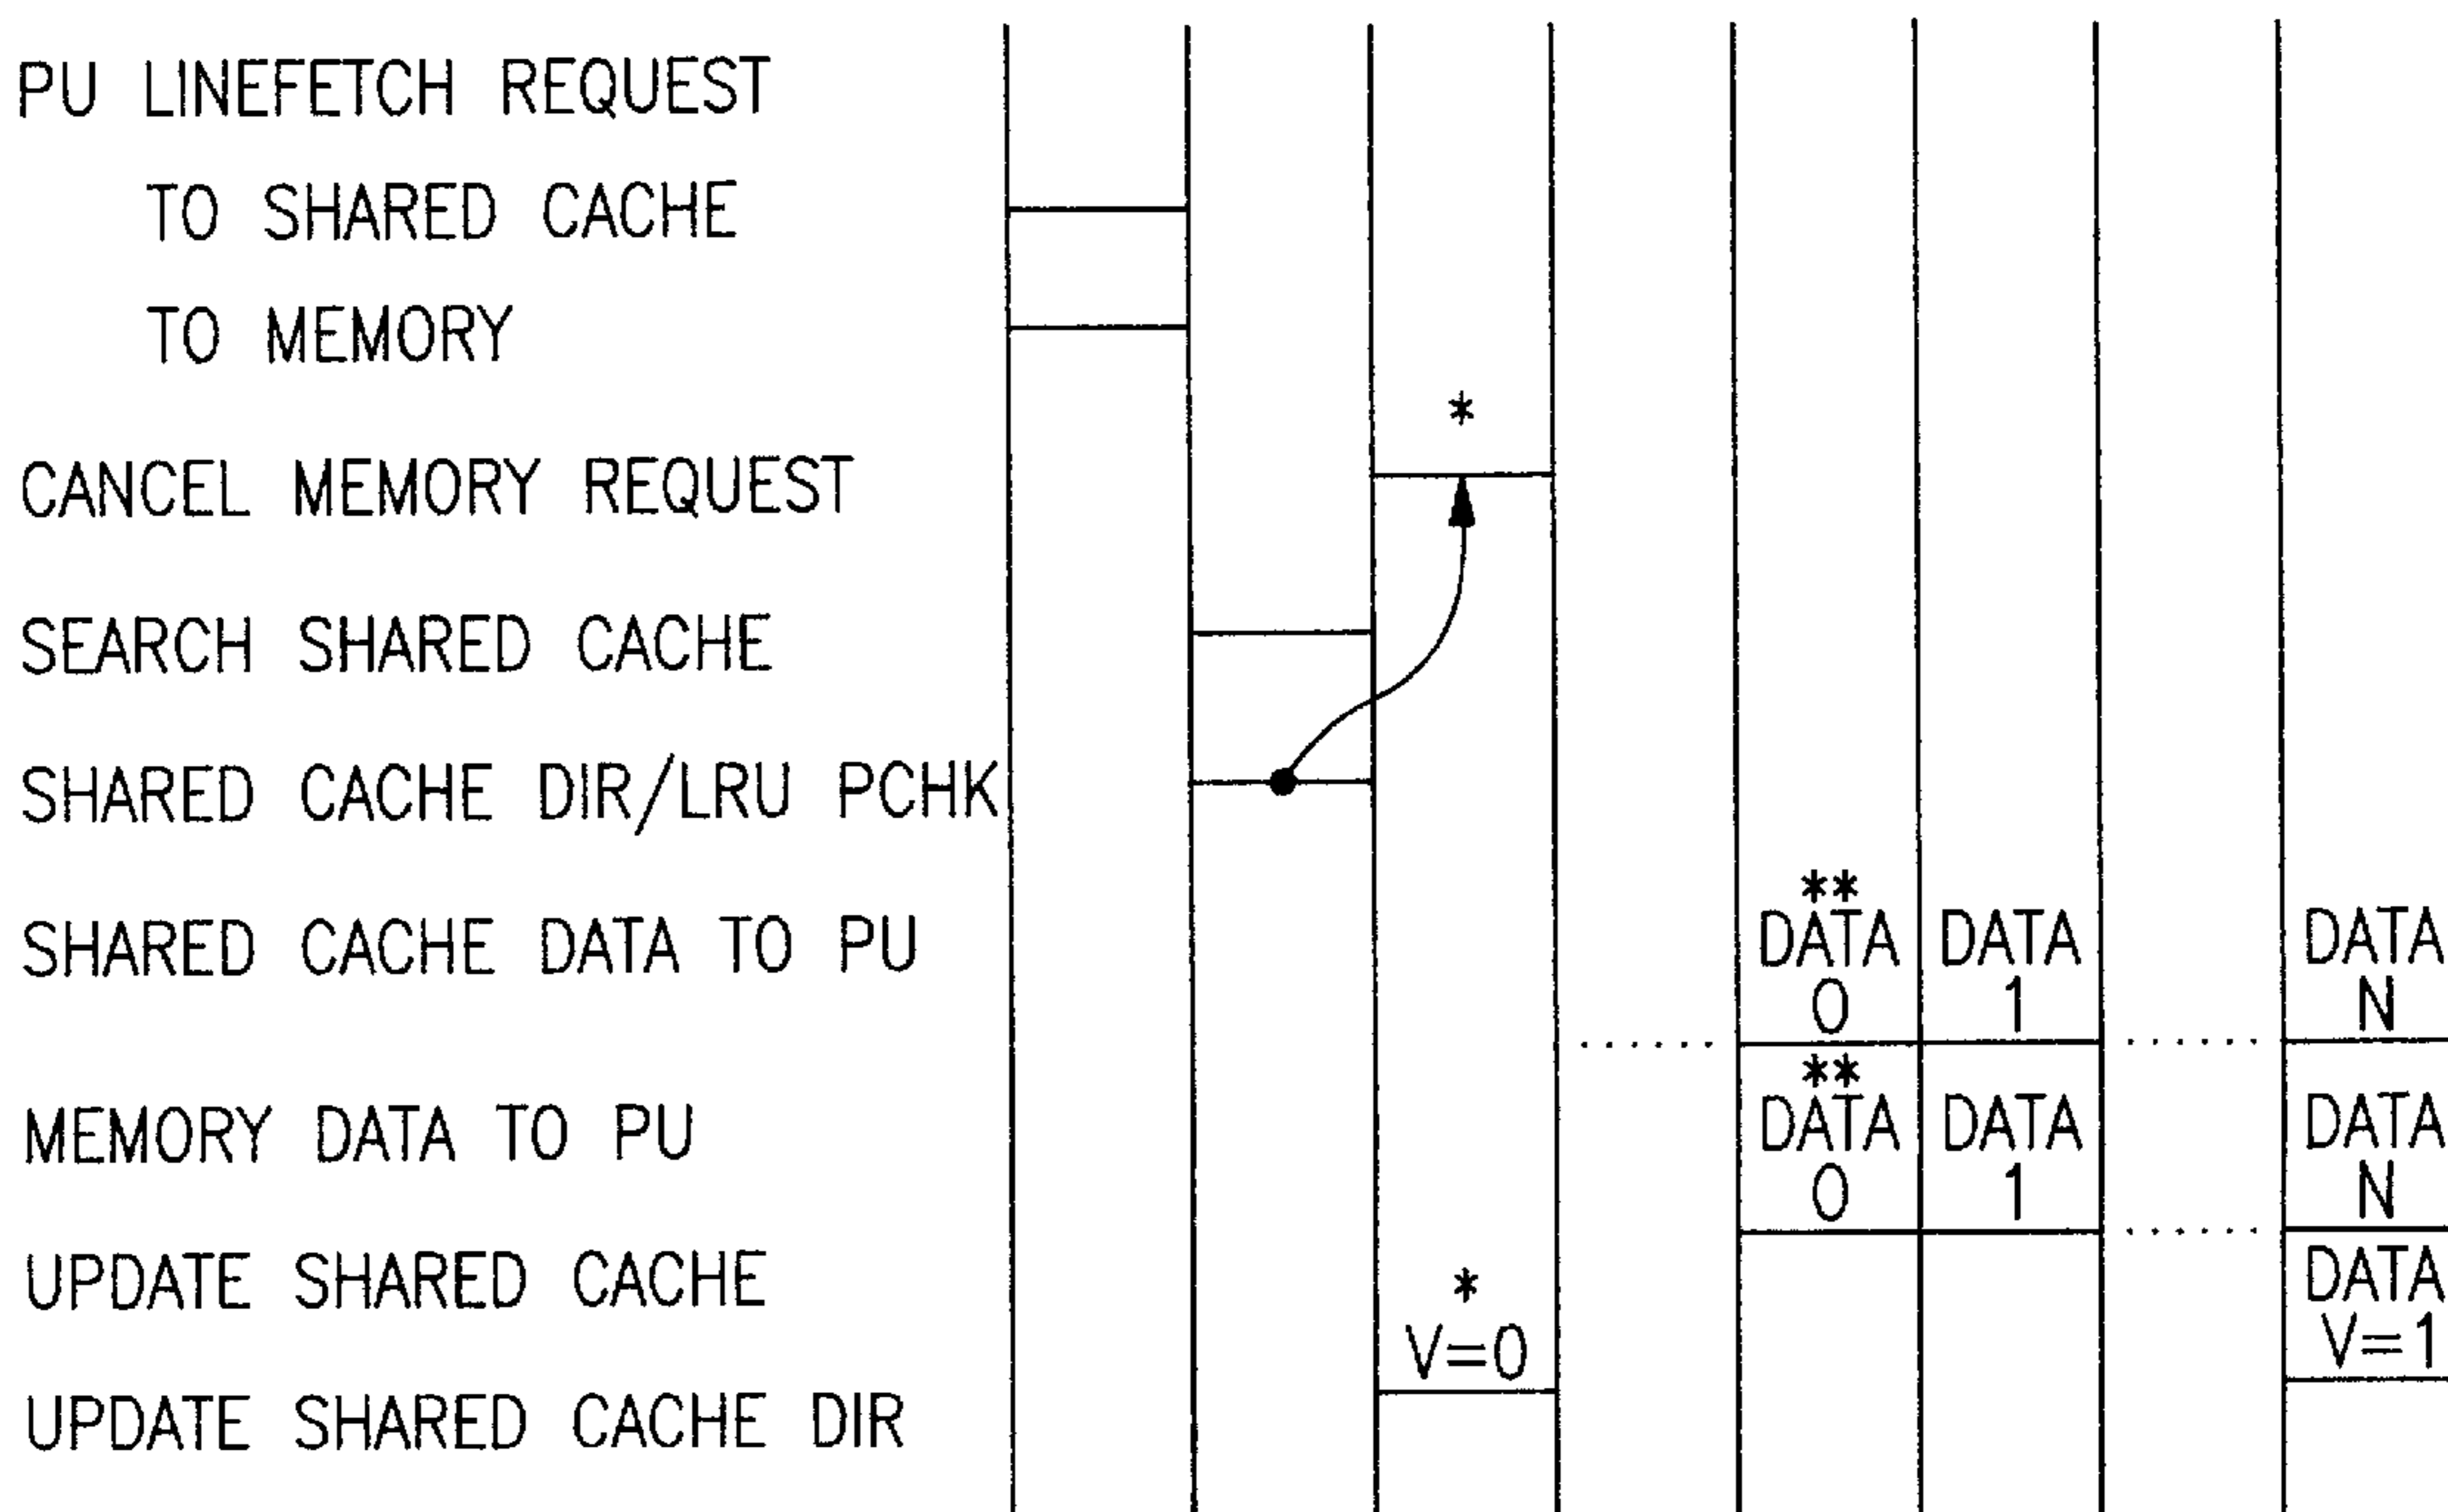 PU LINEFETCH REQUEST
TO SHARED CACHE
TO MEMORY
*
CANCEL MEMORY REQUEST
SEARCH SHARED CACHE
SHARED CACHE DIR/LRU PCHK
** 
SHARED CACHE DATA TO PU DATA DATA DATA
0 1 N
**
MEMORY DATA TO PU DATA DATA DATA
0 1 N
UPDATE SHARED CACHE * DATA
V=0 V=1
UPDATE SHARED CACHE DIR